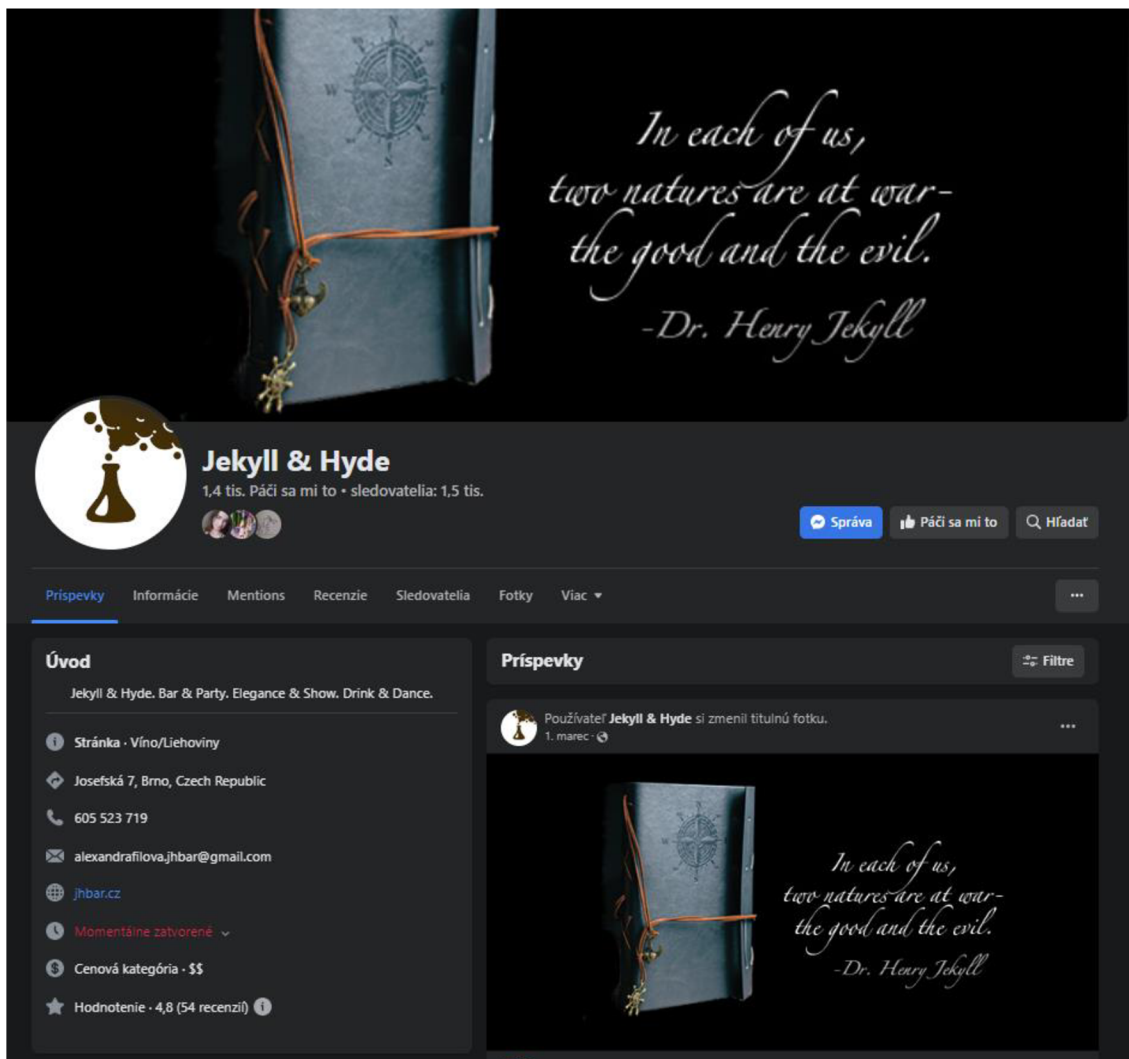 W
E
S
In each of us,
two natures are at war-
the good and the evil.
-Dr. Henry Jekyll
Jekyll & Hyde
1,4 tis. Páči sa mi to • sledovatelia: 1,5 tis.
Správa
Páči sa mi to
Hľadať
Príspevky
Informácie
Mentions
Recenzie
Sledovatelia
Fotky
Viac
Úvod
Jekyll & Hyde. Bar & Party. Elegance & Show. Drink & Dance.
Stránka · Víno/Liehoviny
Josefská 7, Brno, Czech Republic
605 523 719
alexandrafilova.jhbar@gmail.com
jhbar.cz
Momentálne zatvorené
Cenová kategória · $$
Hodnotenie · 4,8 (54 recenzií)
Príspevky
Filtre
Používateľ Jekyll & Hyde si zmenil titulnú fotku.
1. marec ·
In each of us,
two natures are at war-
the good and the evil.
-Dr. Henry Jekyll